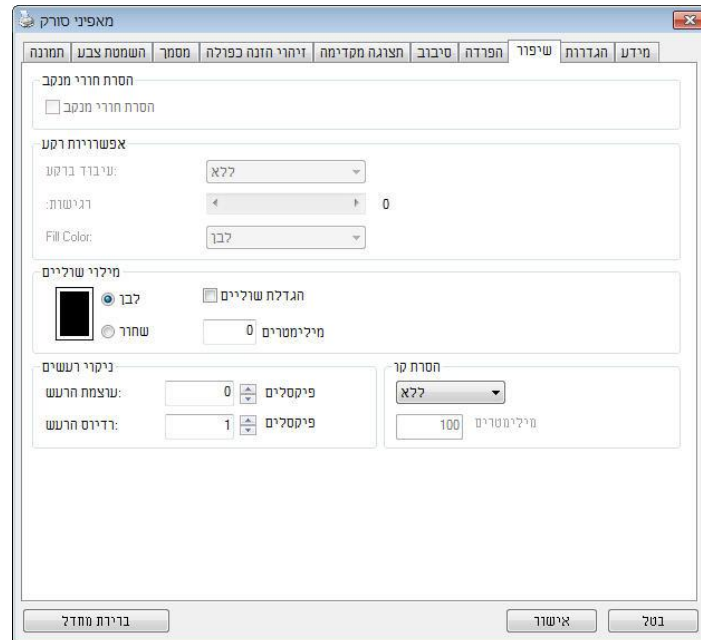 מאפיני סורק
תמונה השמטת צבע מסמך זיהוי הזנה כפולה תצוגה מקדימה סיבוב הפרדה שיפור הגדרות מידע
הסרת חורי מנקב
הסרת חורי מנקב
אפשרויות רקע
עיבוד ברקע: ללא
רגישות: 0
Fill Color: לבן
מילוי שוליים
לבן הגדלת שוליים
שחור 0 מילימטרים
ניקוי רעשים
עוצמת הרעש: 0 פיקסלים
רדיוס הרעש: 1 פיקסלים
הסרת קו
ללא
100 מילימטרים
ברירת מחדל אישור בטל